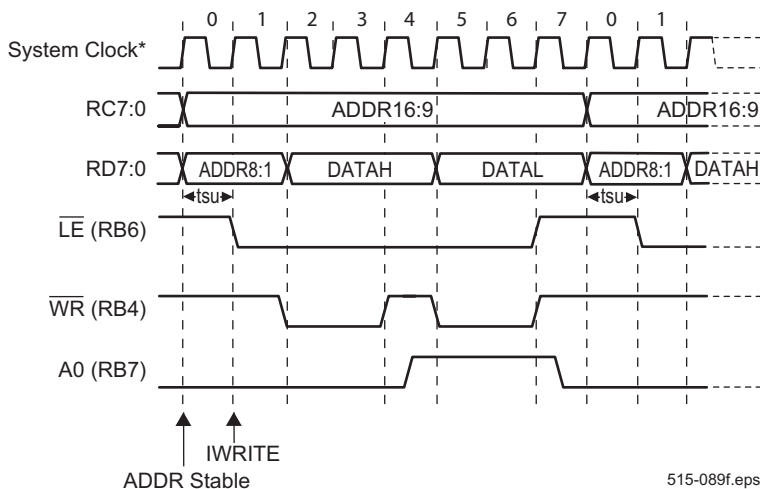 0 1 2 3 4 5 6 7 0 1
System Clock*
RC7:0 ADDR16:9 ADDR16:9
RD7:0 ADDR8:1 DATAH DATAL ADDR8:1 DATAH
tsu tsu
LE (RB6)
WR (RB4)
A0 (RB7)
IWRITE
ADDR Stable
515-089f.eps